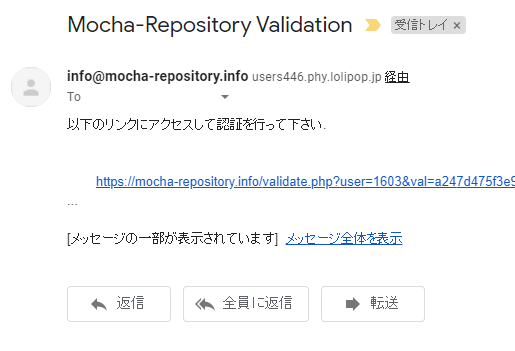 Mocha-Repository Validation 受信トレイ ×
info@mocha-repository.info users446.phy.lolipop.jp 経由
To
以下のリンクにアクセスして認証を行って下さい.
https://mocha-repository.info/validate.php?user=1603&val=a247d475f3e9
...
[メッセージの一部が表示されています] メッセージ全体を表示
返信 全員に返信 転送